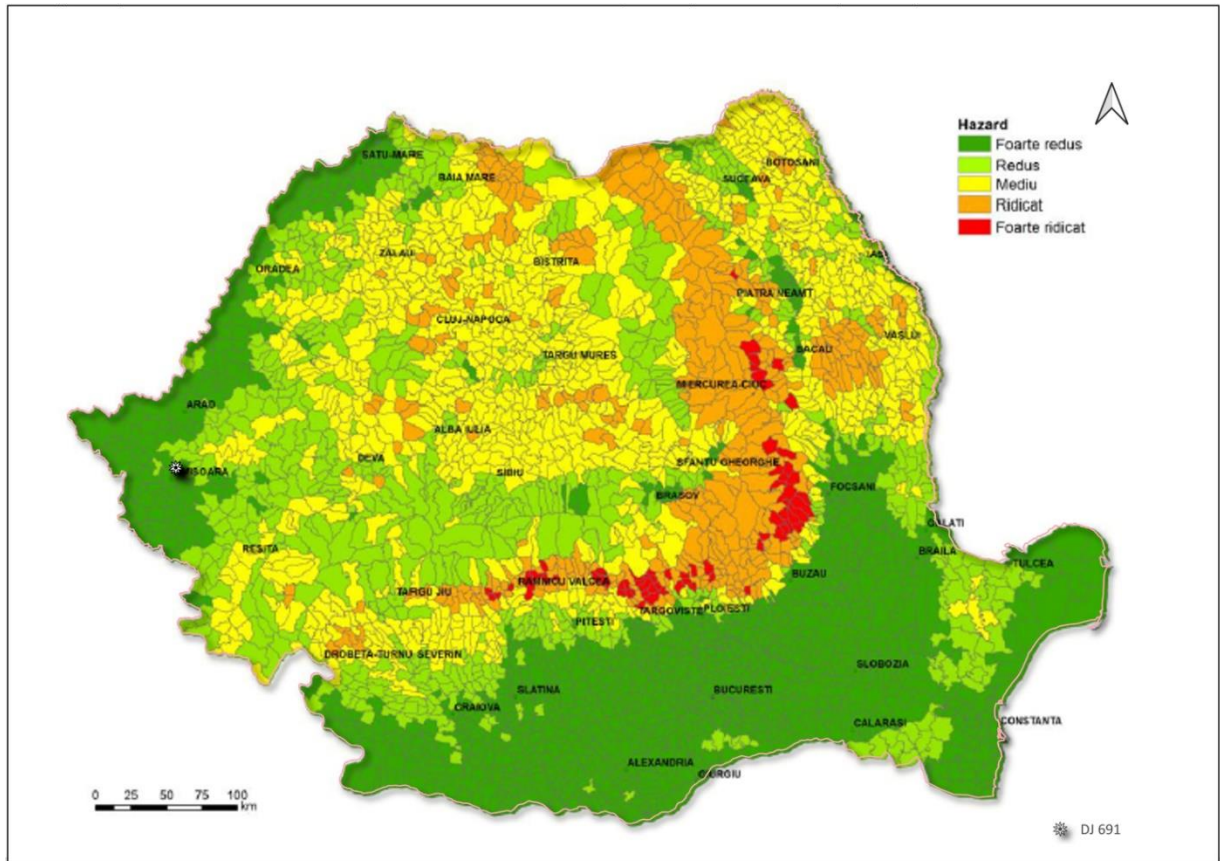 Hazard
Foarte redus
Redus
Mediu
Ridicat
Foarte ridicat
SATU-MARE
BAIA MARE
SUCEAVA
BOTOSANI
ZALAU
BISTRITA
ORADEA
PIATRA NEAMT
CLUJ-NAPOCA
VASLUI
BACAU
TARGU MURES
MIERCUREA-CIUC
ARAD
ALBA IULIA
DEVA
SIBIU
SFANTU GHEORGHE
FOCSANI
BRASOV
GALATI
BRAILA
RESITA
TULCEA
BUZAU
RAMNICU VALCEA
TARGU JIU
TARGOVISTE
PLOIESTI
PITESTI
DROBETA-TURNU-SEVERIN
SLOBOZIA
SLATINA
BUCURESTI
CRAIOVA
CALARASI
CONSTANTA
ALEXANDRIA
GIURGIU
0 25 50 75 100
km
DJ 691